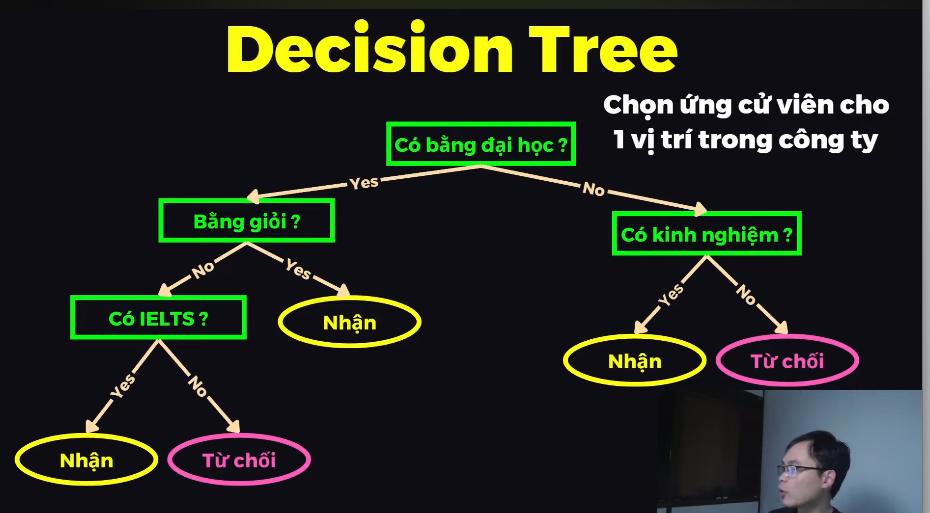 Decision Tree
Chọn ứng cử viên cho
1 vị trí trong công ty
Có bằng đại học ?
Yes
No
Bằng giỏi ?
Có kinh nghiệm ?
No
Yes
Yes
No
Có IELTS ?
Nhận
Nhận
Từ chối
Yes
No
Nhận
Từ chối